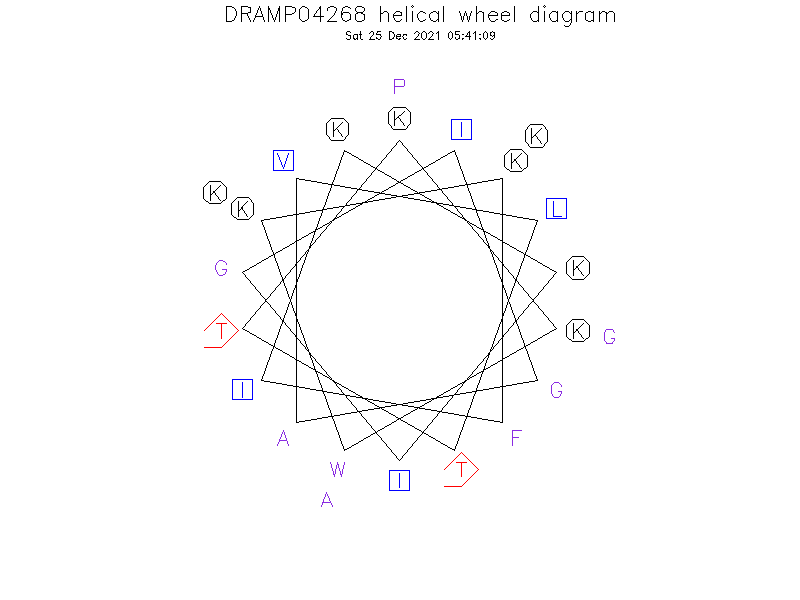 DRAMP04268 helical wheel diagram
Sat 25 Dec 2021 05:41:09
P
K
K I
K
V K
K
K L
G K
T K G
I G
A F
W T
I
A